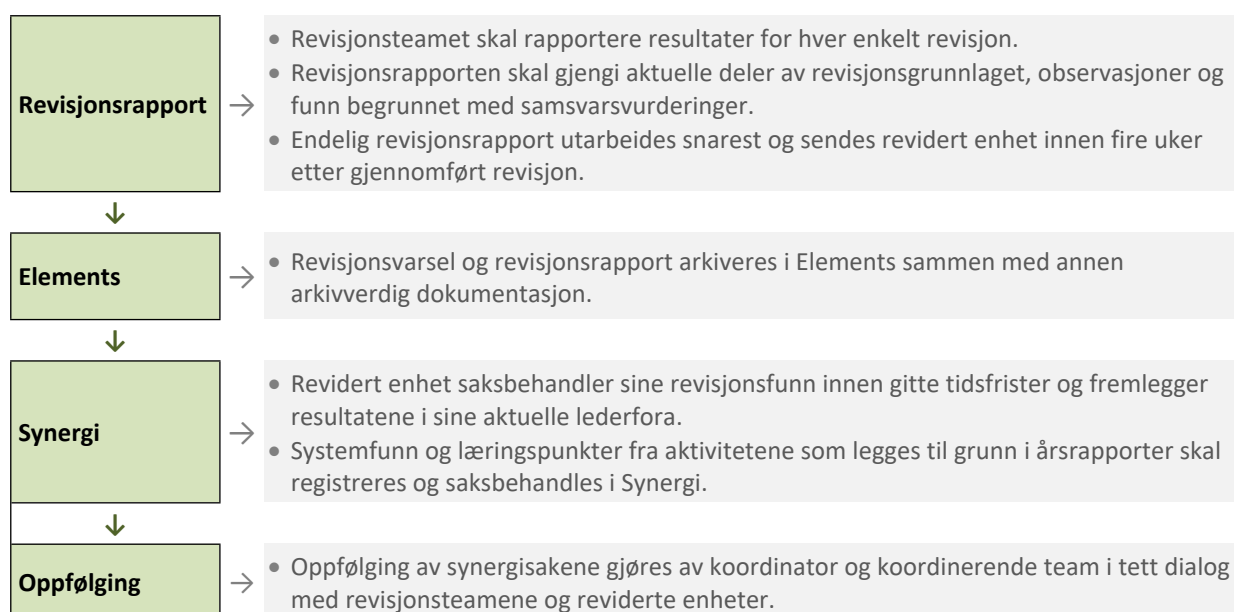 Revisjonsrapport
• Revisjonsteamet skal rapportere resultater for hver enkelt revisjon.
• Revisjonsrapporten skal gjengi aktuelle deler av revisjonsgrunnlaget, observasjoner og
funn begrunnet med samsvarsvurderinger.
• Endelig revisjonsrapport utarbeides snarest og sendes revidert enhet innen fire uker
etter gjennomført revisjon.
Elements
• Revisjonsvarsel og revisjonsrapport arkiveres i Elements sammen med annen
arkivverdig dokumentasjon.
Synergi
• Revidert enhet saksbehandler sine revisjonsfunn innen gitte tidsfrister og fremlegger
resultatene i sine aktuelle lederfora.
• Systemfunn og læringspunkter fra aktivitetene som legges til grunn i årsrapporter skal
registreres og saksbehandles i Synergi.
Oppfølging
• Oppfølging av synergisakene gjøres av koordinator og koordinerende team i tett dialog
med revisjonsteamene og reviderte enheter.